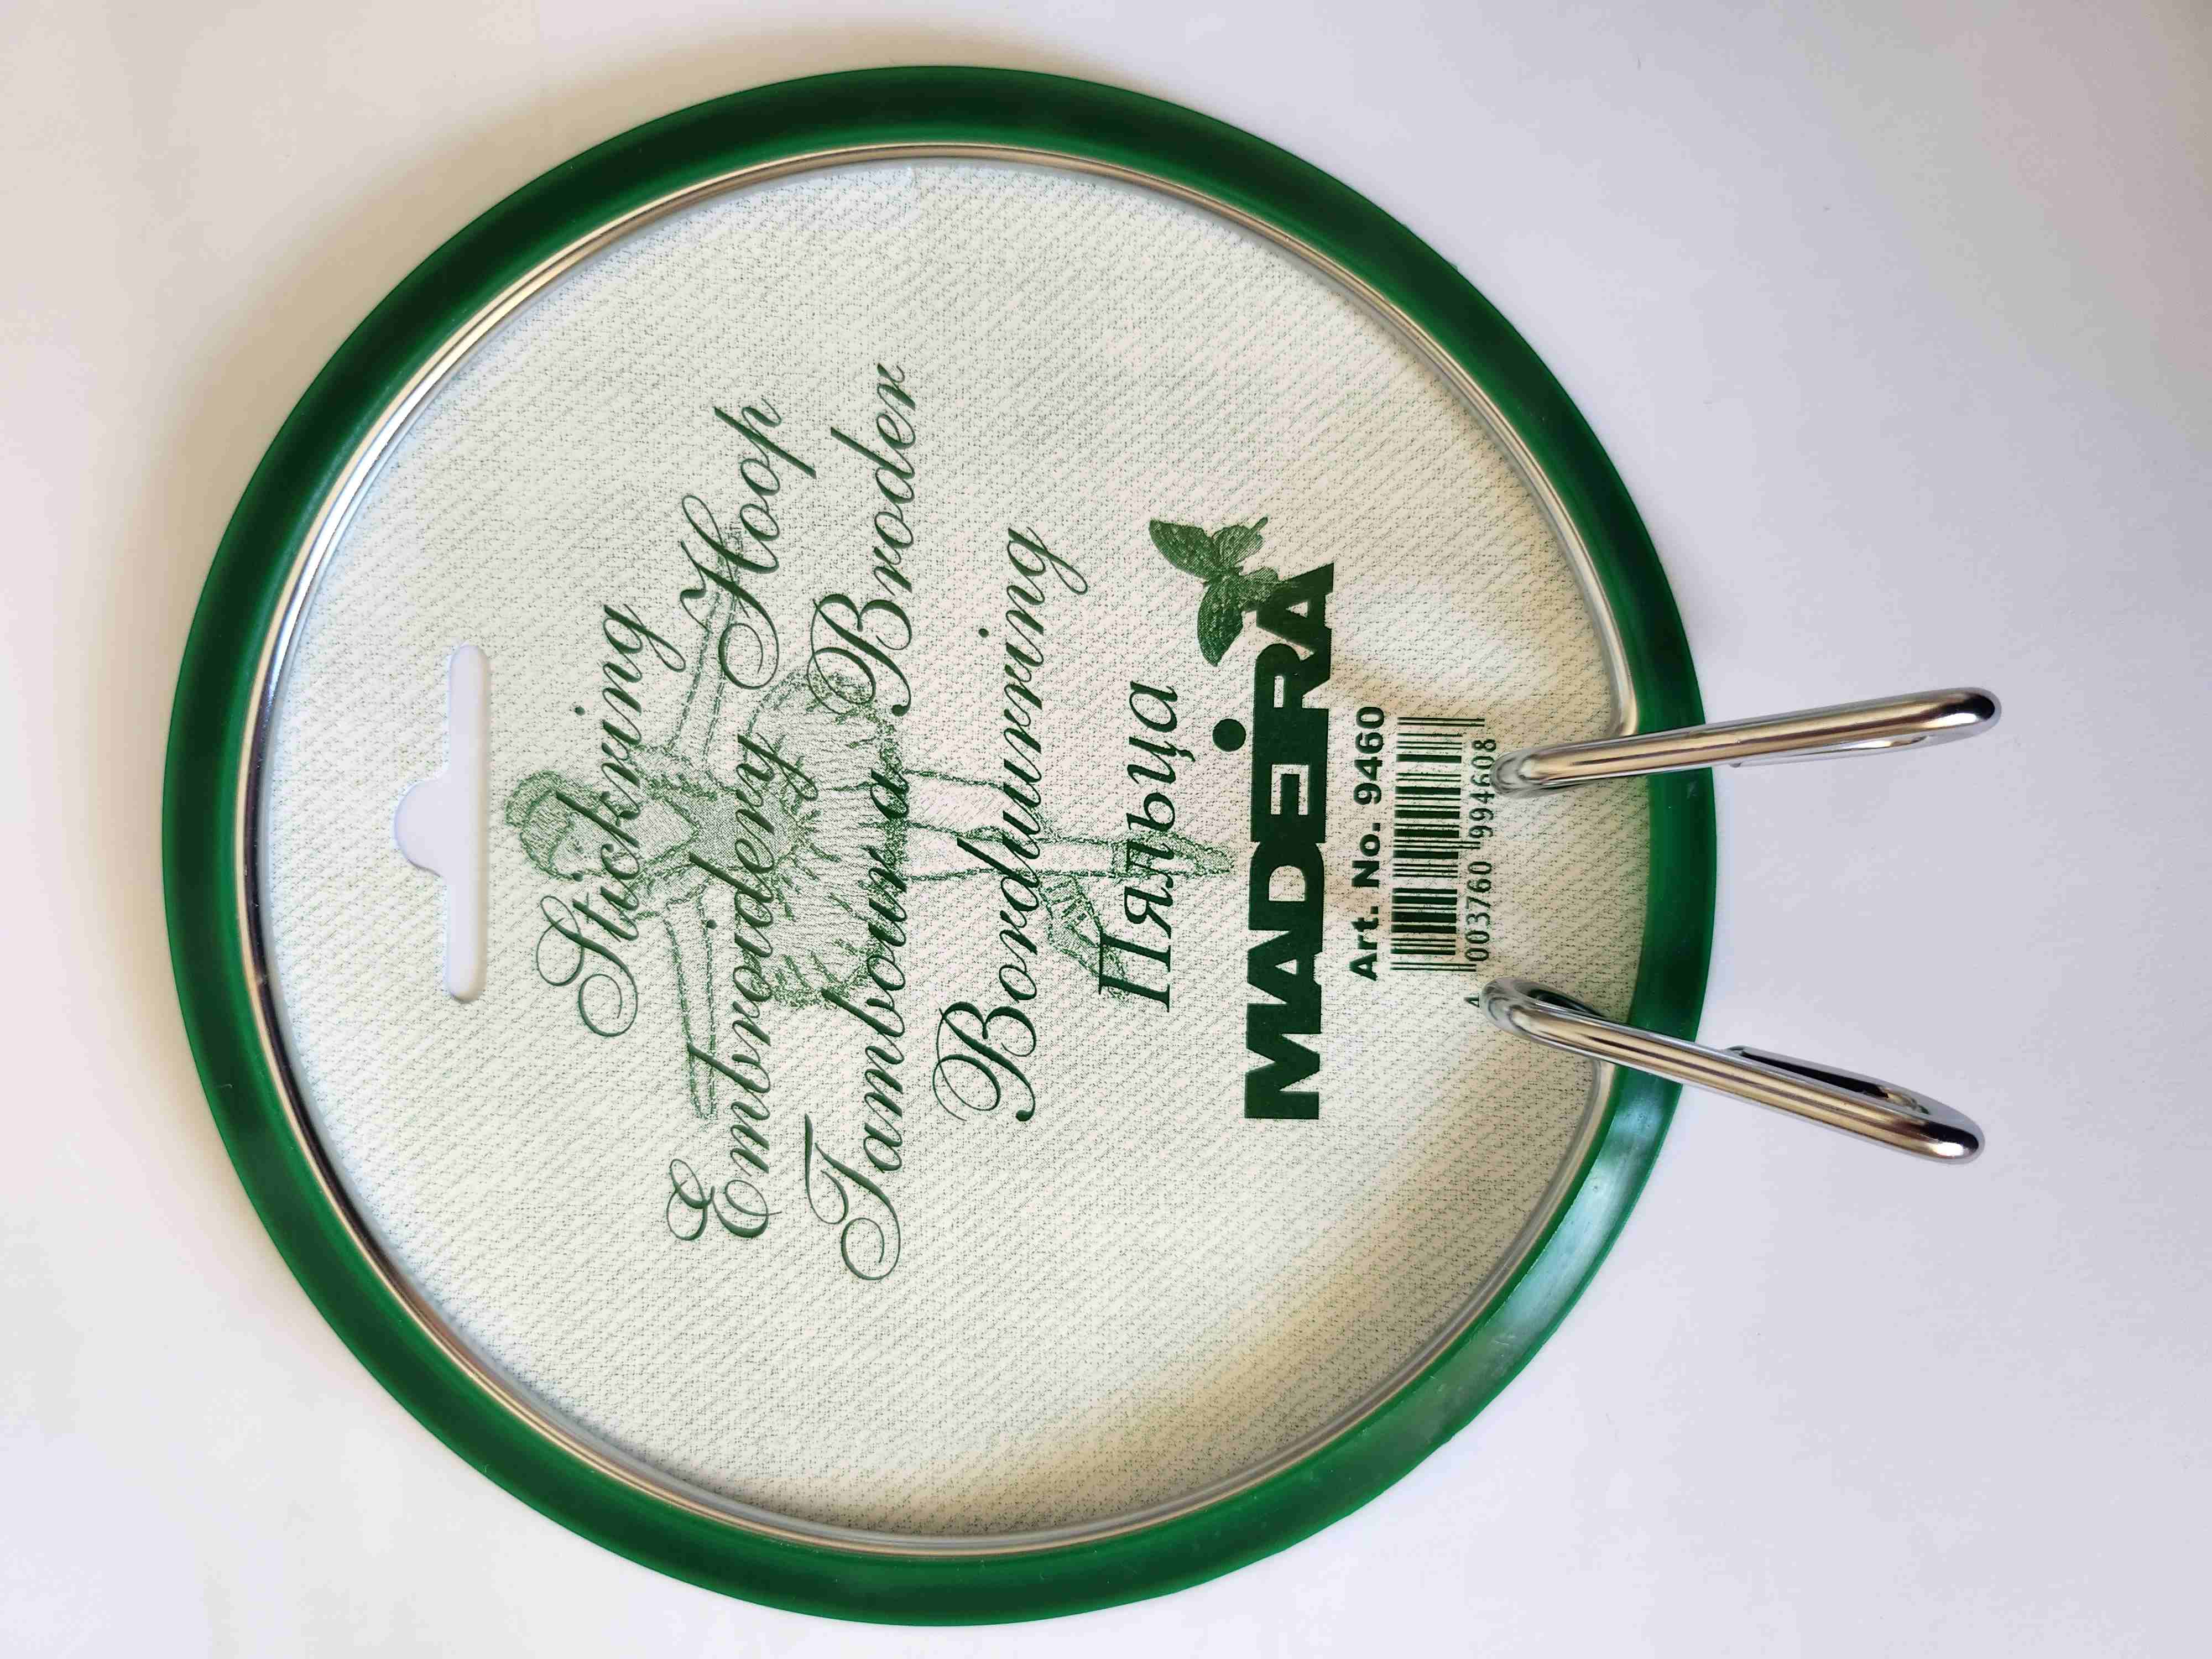 Stickring
Embroidery Hoop
Tambour a Broder
Borduurring
Пяльца
MADEIRA
Art. No. 9460
4 003760 994608